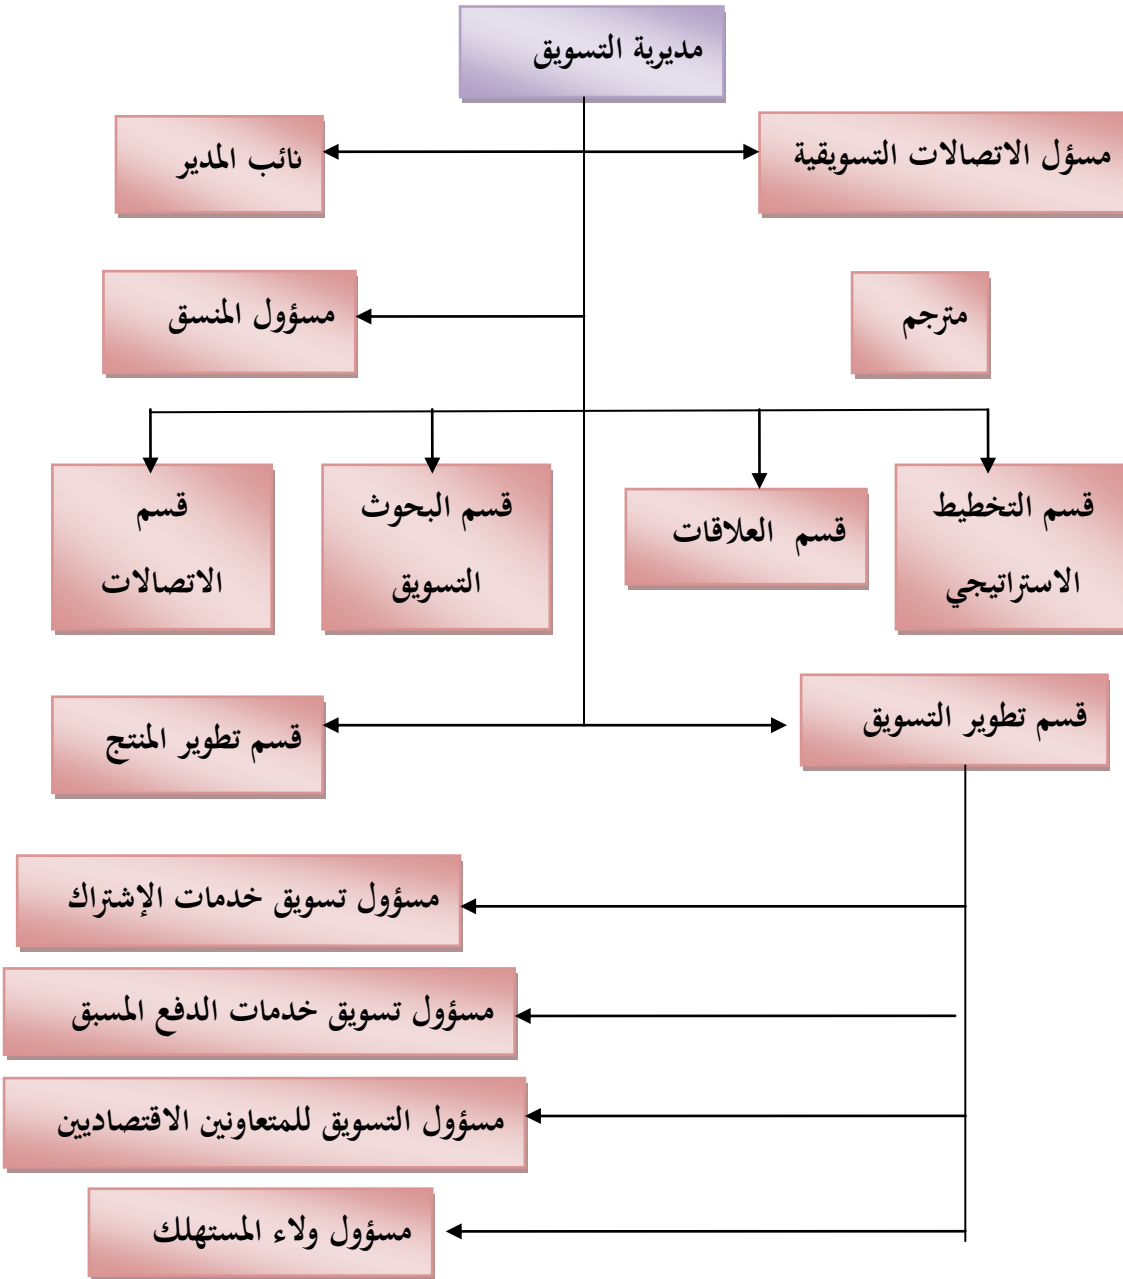 مديرية التسويق
مسؤل الاتصالات التسويقية
نائب المدير
مترجم
مسؤول المنسق
قسم التخطيط
الاستراتيجي
قسم العلاقات
قسم البحوث
التسويق
قسم
الاتصالات
قسم تطوير التسويق
قسم تطوير المنتج
مسؤول تسويق خدمات الإشتراك
مسؤول تسويق خدمات الدفع المسبق
مسؤول التسويق للمتعاونين الاقتصاديين
مسؤول ولاء المستهلك